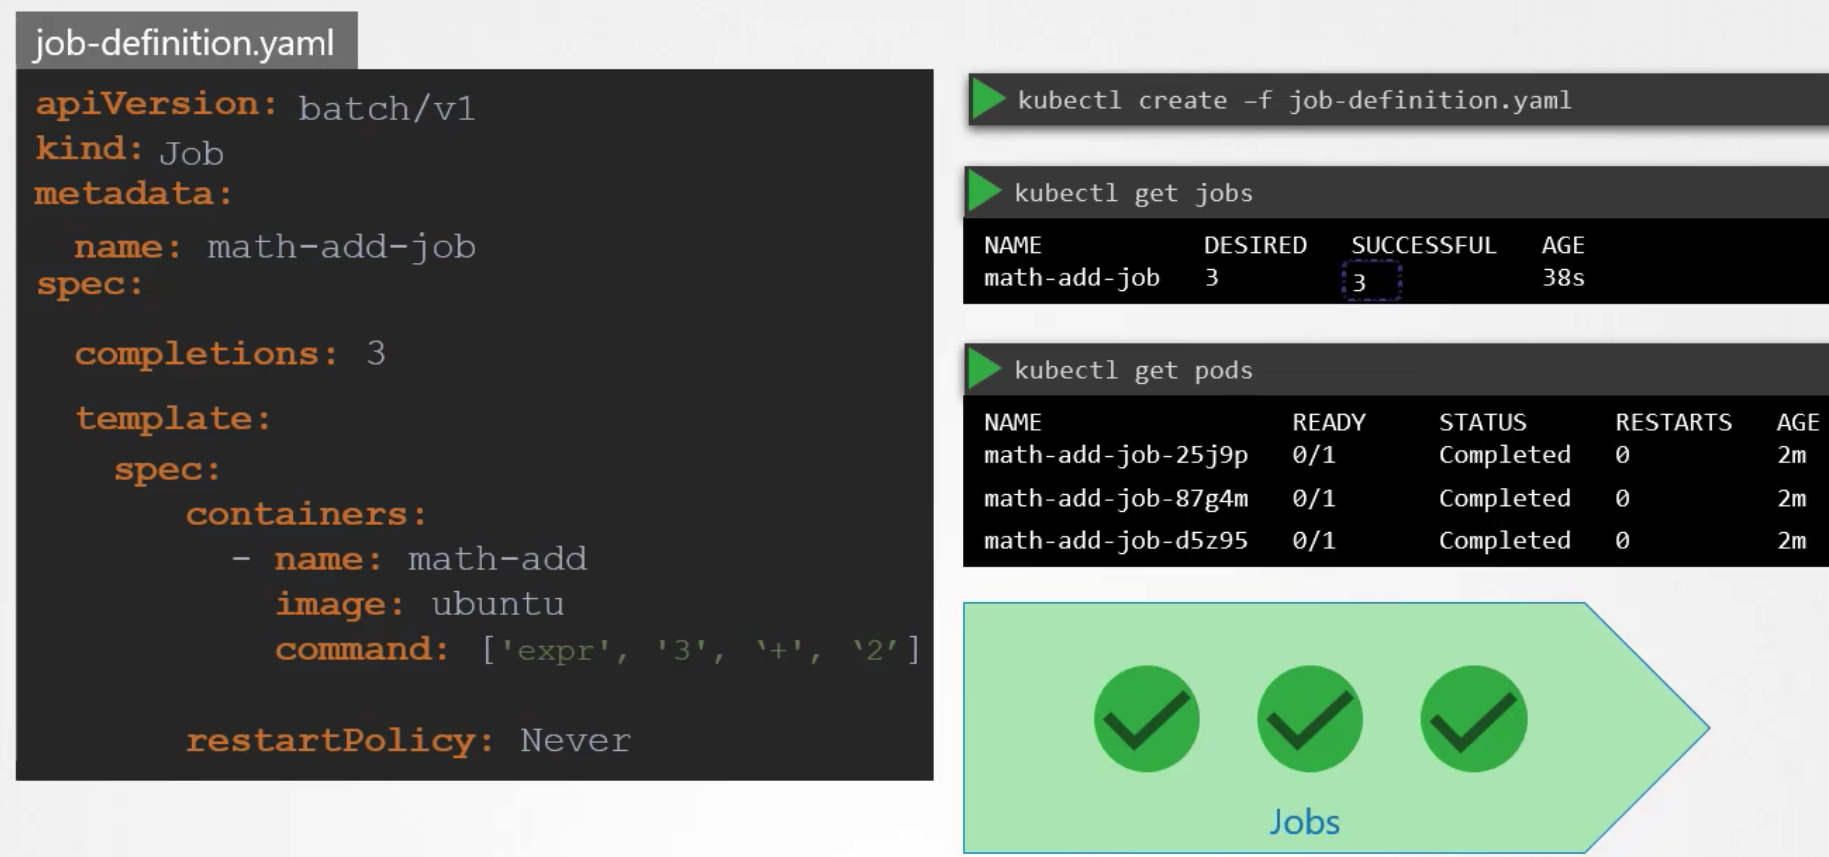 job-definition.yaml
apiVersion: batch/v1
kind: Job
metadata:
name: math-add-job
spec:
completions: 3
template:
spec:
containers:
- name: math-add
image: ubuntu
command: ['expr', '3', ‘+', ‘2’]
restartPolicy: Never
kubectl create –f job-definition.yaml
kubectl get jobs
NAME DESIRED SUCCESSFUL AGE
math-add-job 3 3 38s
kubectl get pods
NAME READY STATUS RESTARTS AGE
math-add-job-25j9p 0/1 Completed 0 2m
math-add-job-87g4m 0/1 Completed 0 2m
math-add-job-d5z95 0/1 Completed 0 2m
Jobs